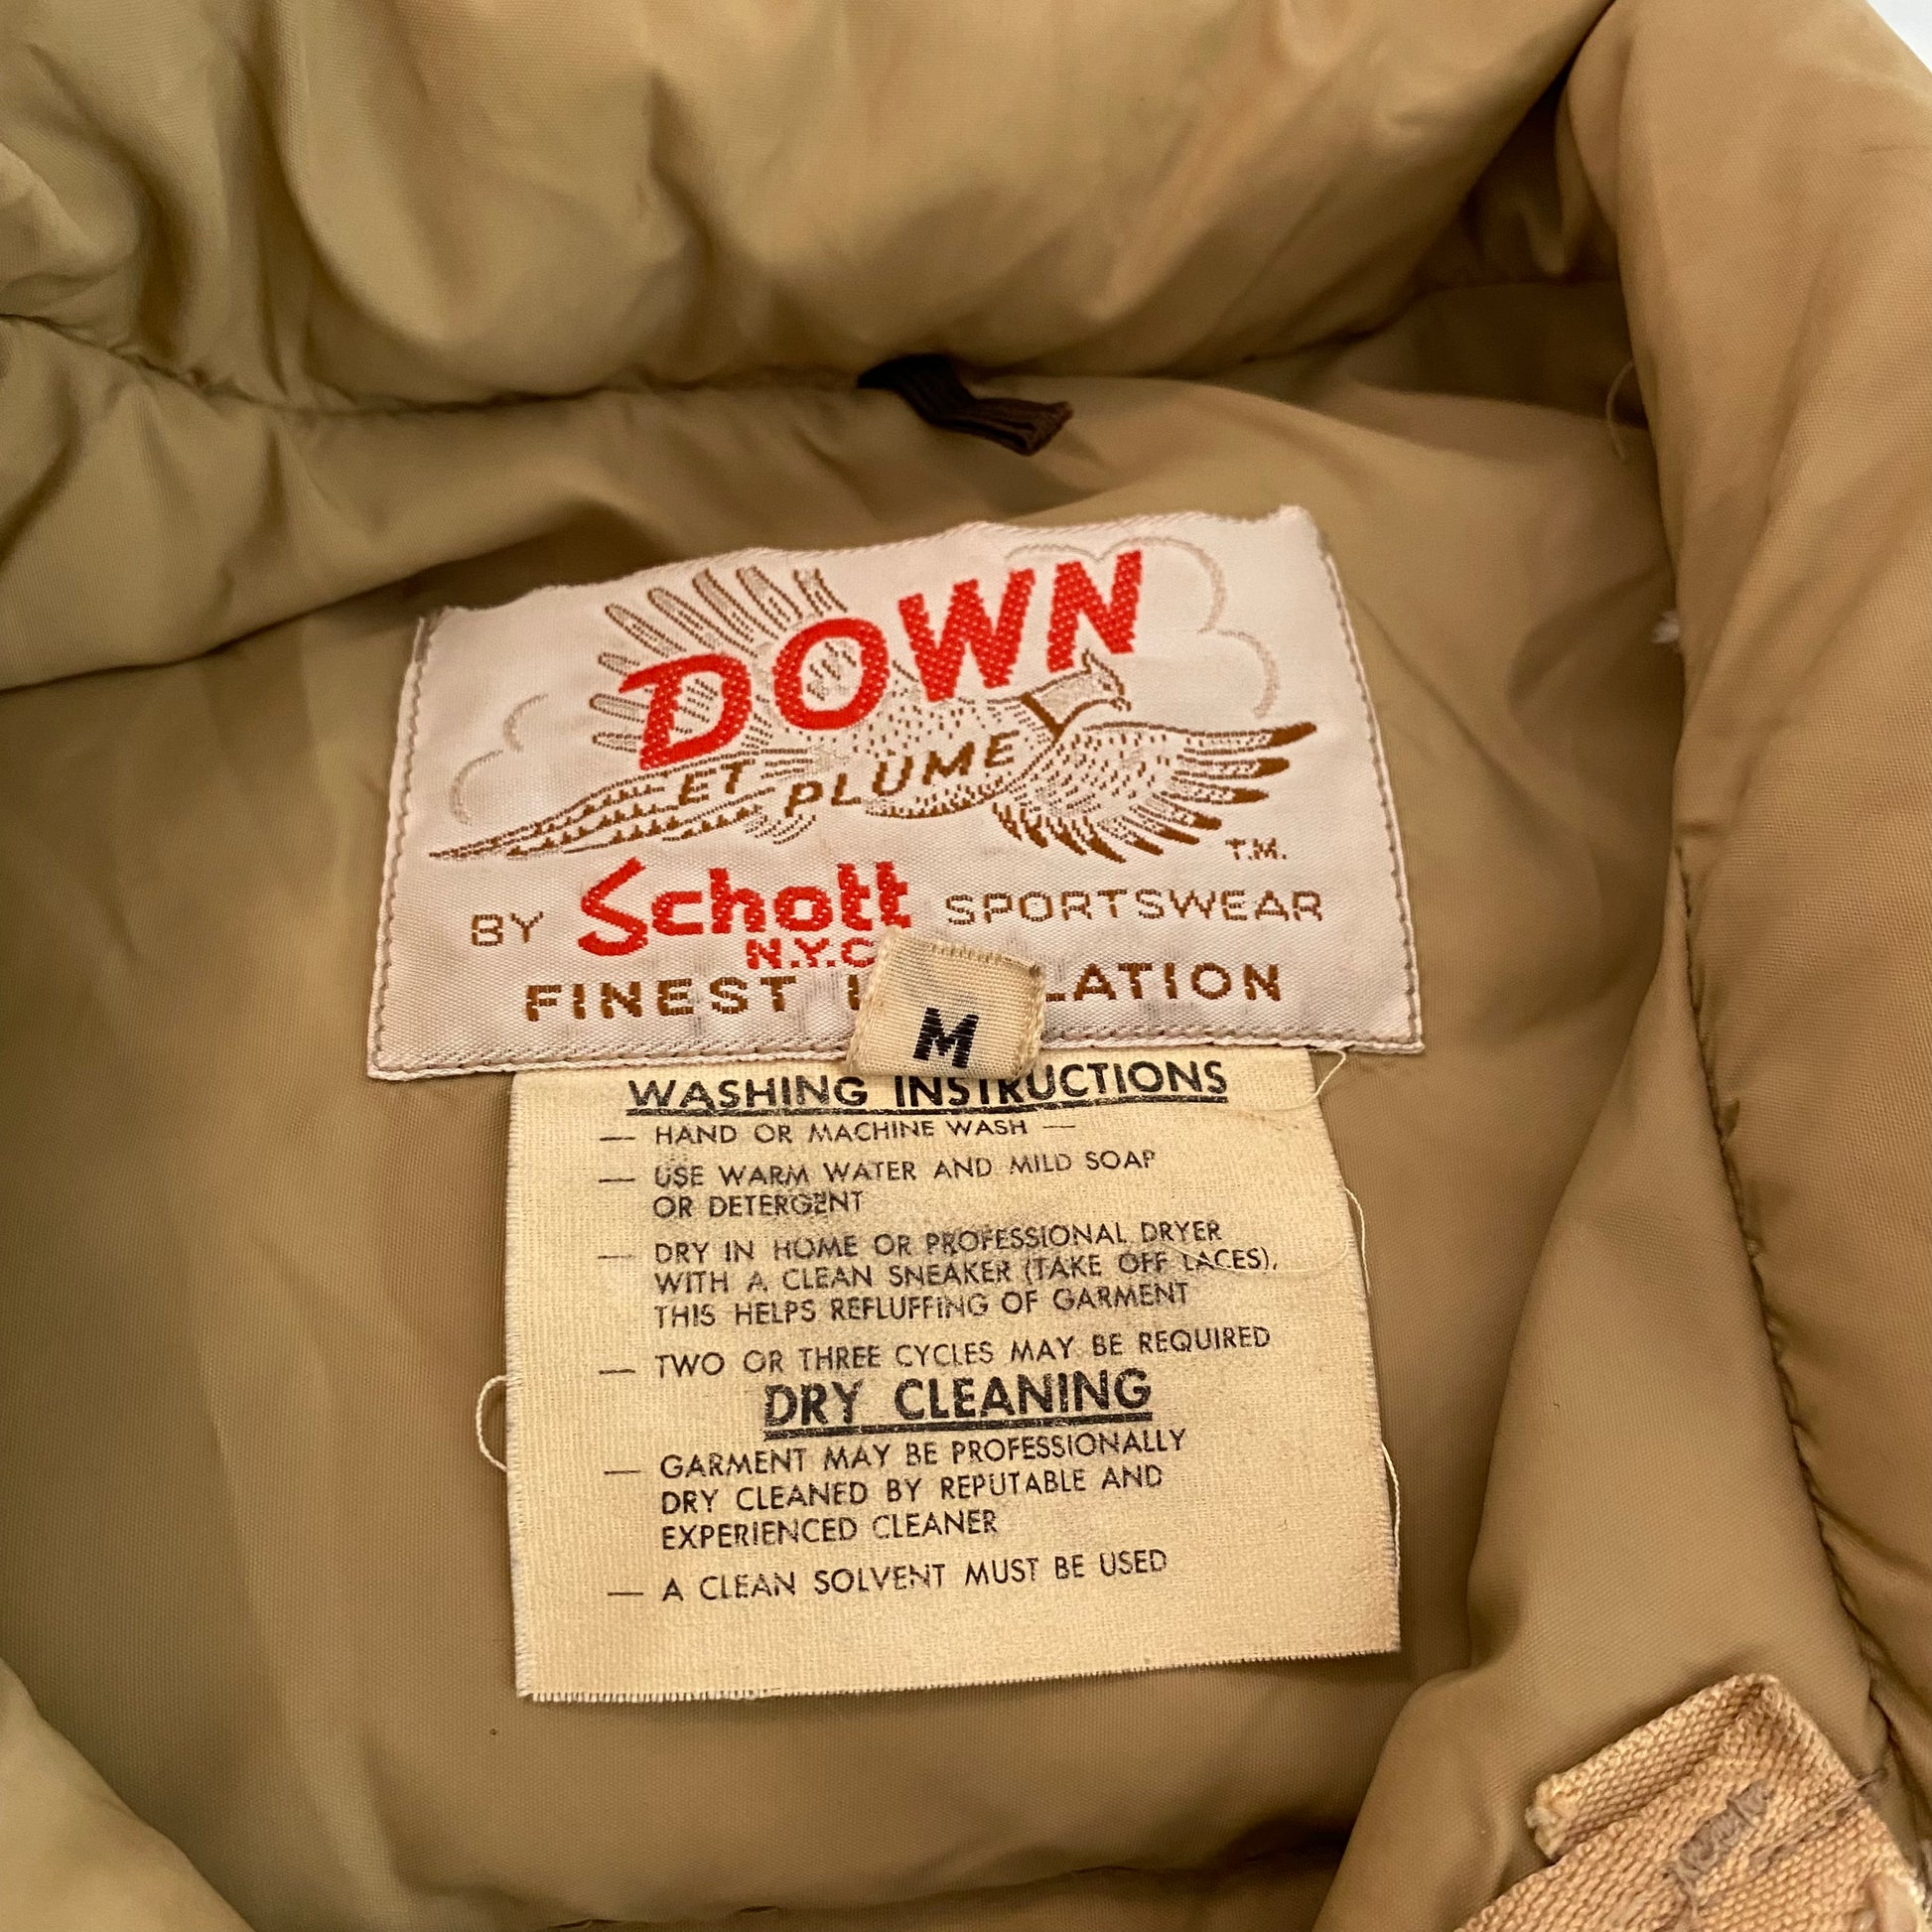 DOWN
ET PLUME
T.M.
BY Schott SPORTSWEAR
N.Y.C
FINEST I LATION
M
WASHING INSTRUCTIONS
— HAND OR MACHINE WASH —
— USE WARM WATER AND MILD SOAP
OR DETERGENT
— DRY IN HOME OR PROFESSIONAL DRYER
WITH A CLEAN SNEAKER (TAKE OFF LACES),
THIS HELPS REFLUFFING OF GARMENT
— TWO OR THREE CYCLES MAY BE REQUIRED
DRY CLEANING
— GARMENT MAY BE PROFESSIONALLY
DRY CLEANED BY REPUTABLE AND
EXPERIENCED CLEANER
— A CLEAN SOLVENT MUST BE USED